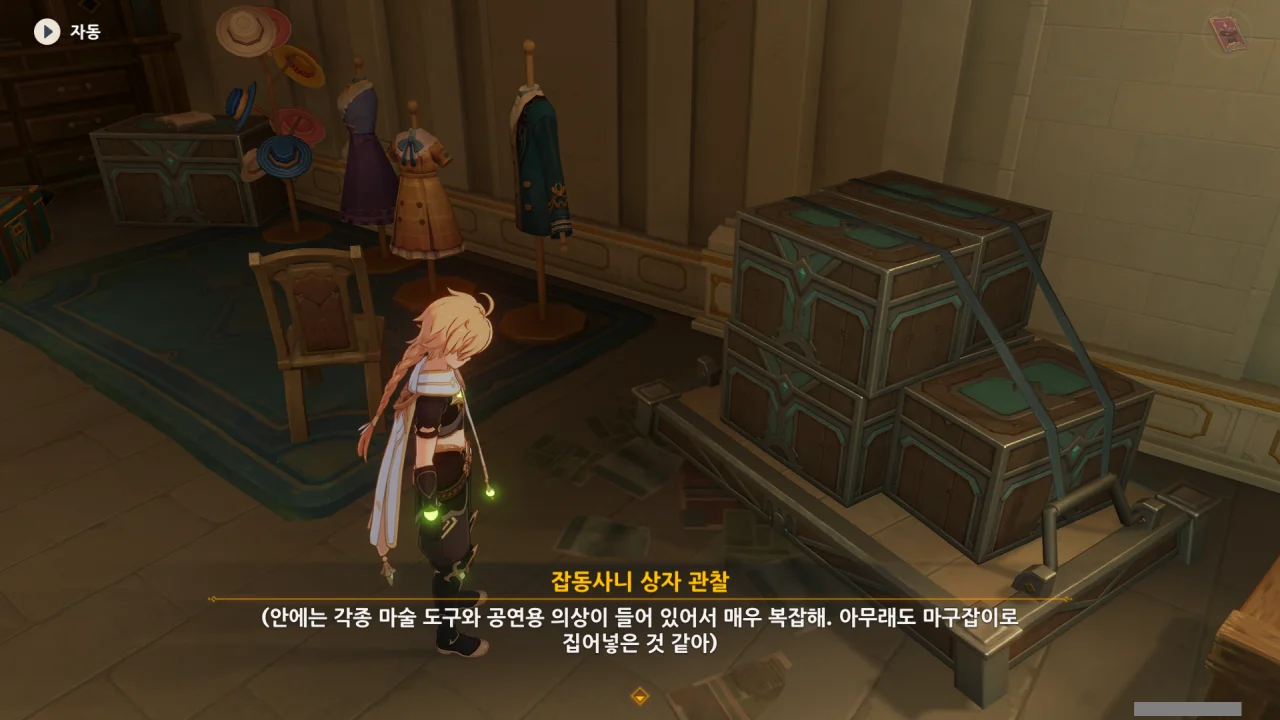 자동
잡동사니 상자 관찰
(안에는 각종 마술 도구와 공연용 의상이 들어 있어서 매우 복잡해. 아무래도 마구잡이로
집어넣은 것 같아)